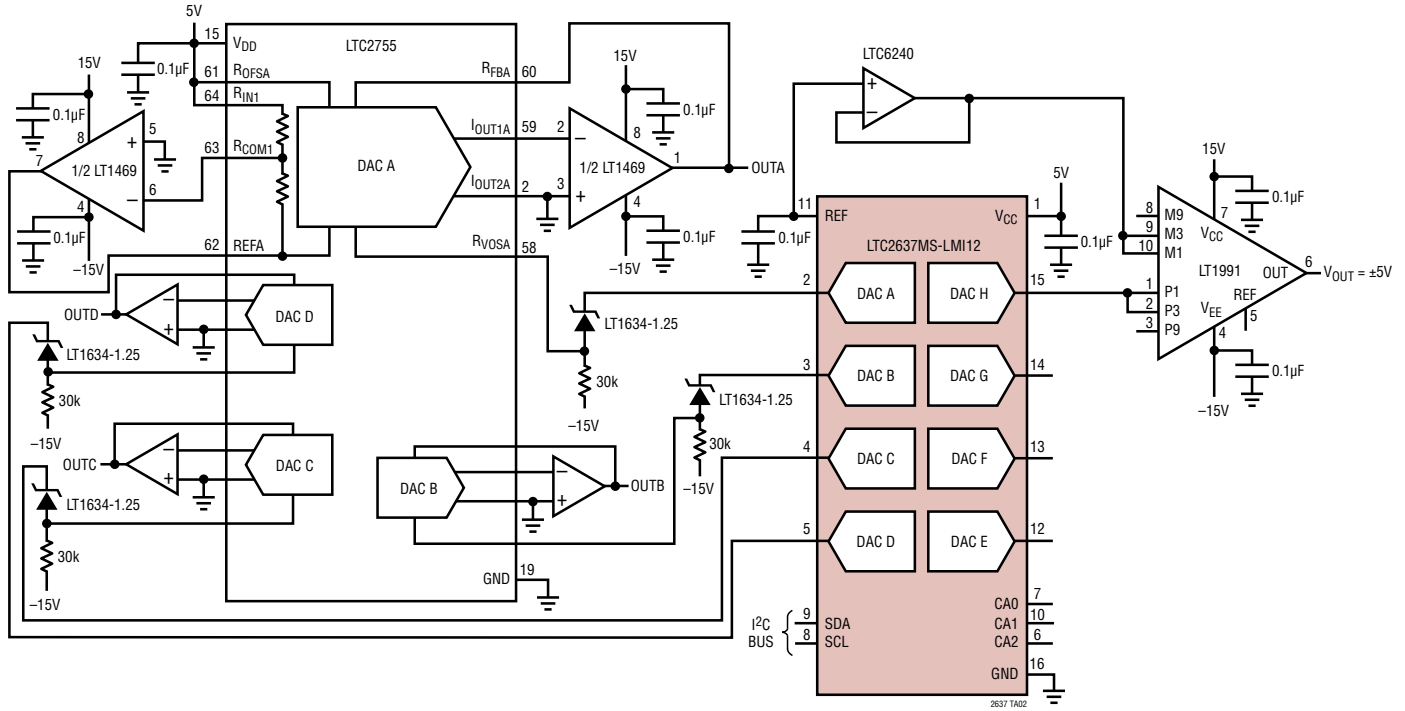 5V
15 VDD
LTC2755
0.1µF
61 ROFSA
64 RIN1
63 RCOM1
62 REFA
15V
0.1µF
8
5
+
7
1/2 LT1469
6
−
4
0.1µF
−15V
DAC A
RFBA 60
IOUT1A 59
IOUT2A 2
RVOSA 58
15V
0.1µF
8
2
−
1/2 LT1469
1
OUTA
3
+
4
0.1µF
−15V
LTC6240
+
−
OUTD
−
+
DAC D
LT1634-1.25
30k
−15V
OUTC
−
+
DAC C
LT1634-1.25
30k
−15V
DAC B
−
+
OUTB
GND 19
LT1634-1.25
30k
−15V
LT1634-1.25
30k
−15V
0.1µF
11 REF
VCC 1
5V
0.1µF
LTC2637MS-LMI12
2 DAC A
DAC H 15
3 DAC B
DAC G 14
4 DAC C
DAC F 13
5 DAC D
DAC E 12
I2C
BUS
9 SDA
8 SCL
CA0 7
CA1 10
CA2 6
GND 16
2637 TA02
15V
0.1µF
7
VCC
8 M9
9 M3
10 M1
LT1991
OUT 6
VOUT = ±5V
1 P1
2 P3
3 P9
REF
5
VEE
4
0.1µF
−15V